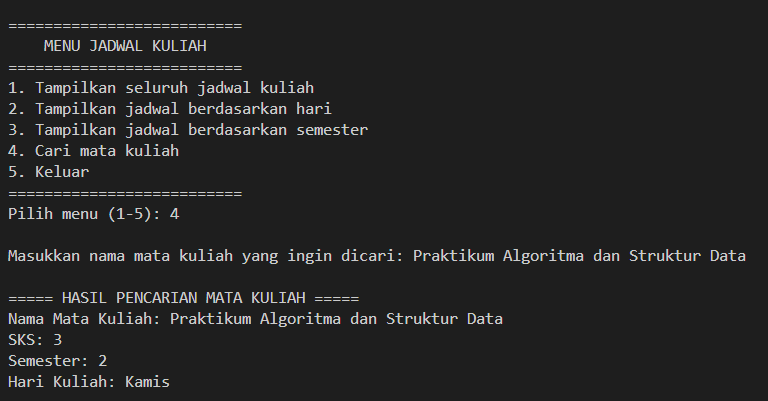 ==========================
    MENU JADWAL KULIAH
==========================
1. Tampilkan seluruh jadwal kuliah
2. Tampilkan jadwal berdasarkan hari
3. Tampilkan jadwal berdasarkan semester
4. Cari mata kuliah
5. Keluar
==========================
Pilih menu (1-5): 4

Masukkan nama mata kuliah yang ingin dicari: Praktikum Algoritma dan Struktur Data

===== HASIL PENCARIAN MATA KULIAH =====
Nama Mata Kuliah: Praktikum Algoritma dan Struktur Data
SKS: 3
Semester: 2
Hari Kuliah: Kamis